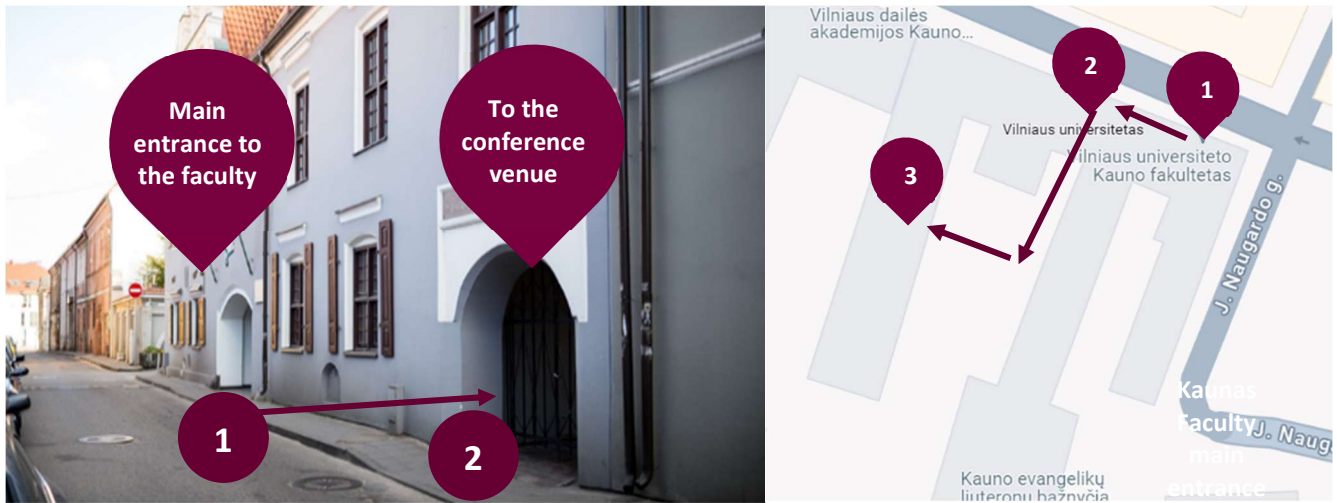 Main
entrance to
the faculty
To the
conference
venue
1
2
Vilniaus dailės
akademijos Kauno...
2
1
Vilniaus universitetas
Vilniaus universiteto
Kauno fakultetas
3
J. Naugardo g.
Kaunas
Faculty
main
entrance
J. Naug
Kauno evangelikų
liuteronų bažnyčia